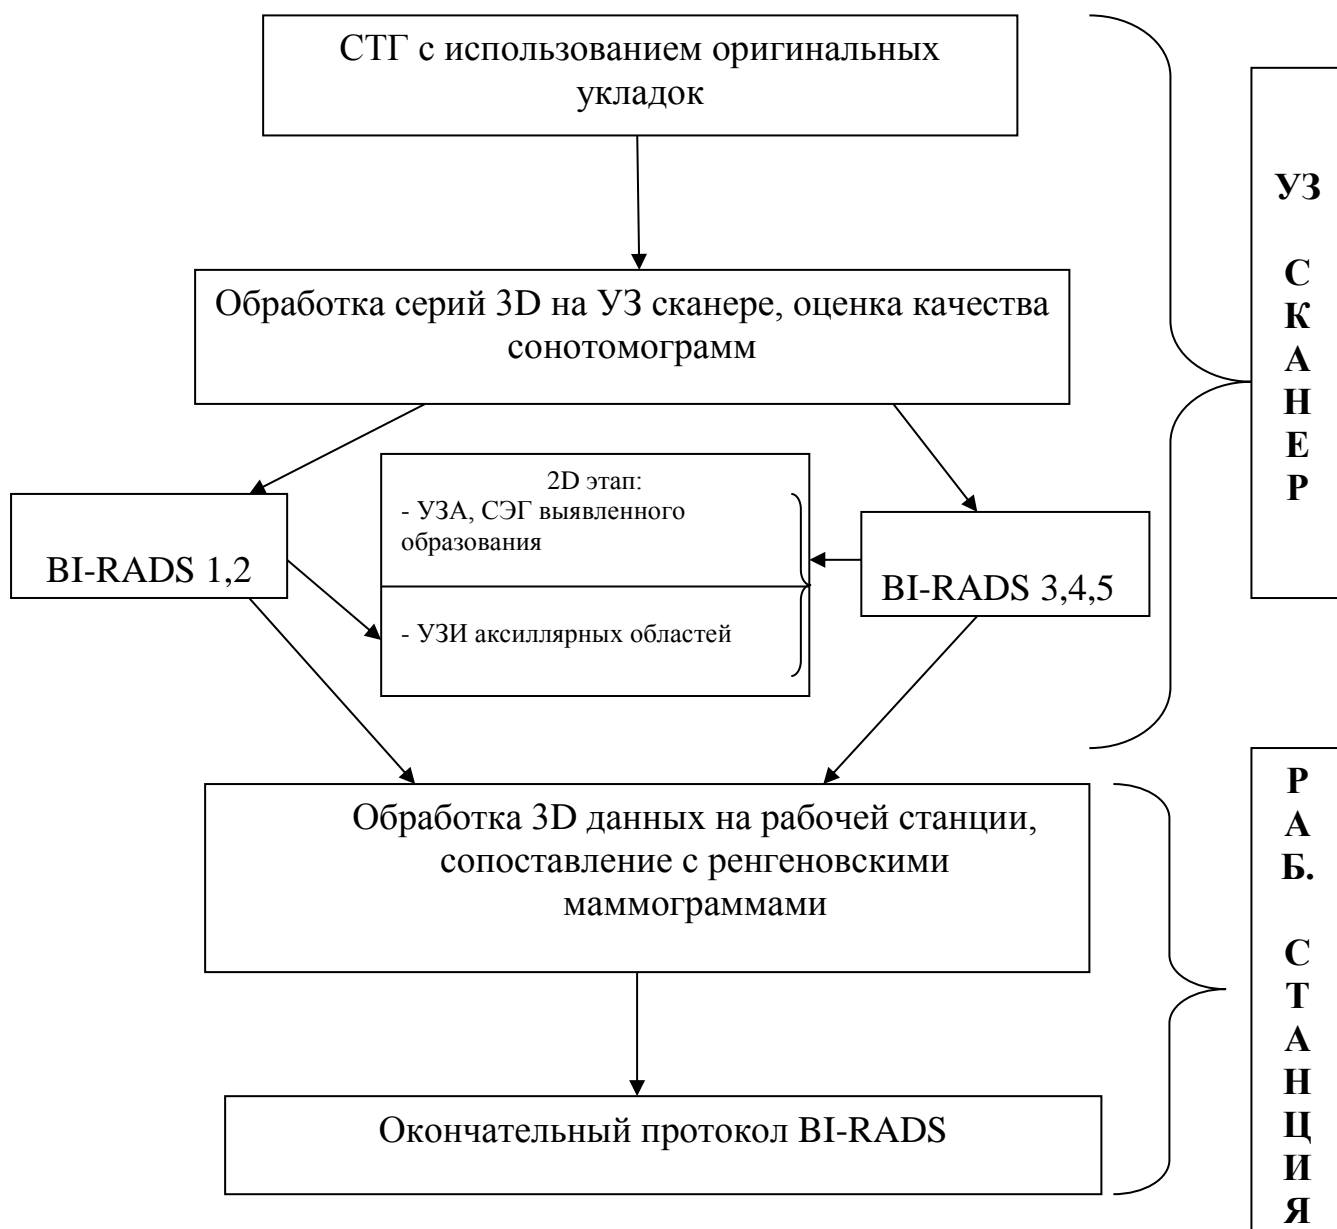 СТГ с использованием оригинальных
укладок
Обработка серий 3D на УЗ сканере, оценка качества
сонотомограмм
2D этап:
- УЗА, СЭГ выявленного
образования
- УЗИ аксиллярных областей
BI-RADS 1,2
BI-RADS 3,4,5
Обработка 3D данных на рабочей станции,
сопоставление с ренгеновскими
маммограммами
Окончательный протокол BI-RADS
УЗ
С
К
А
Н
Е
Р
Р
А
Б.
С
Т
А
Н
Ц
И
Я